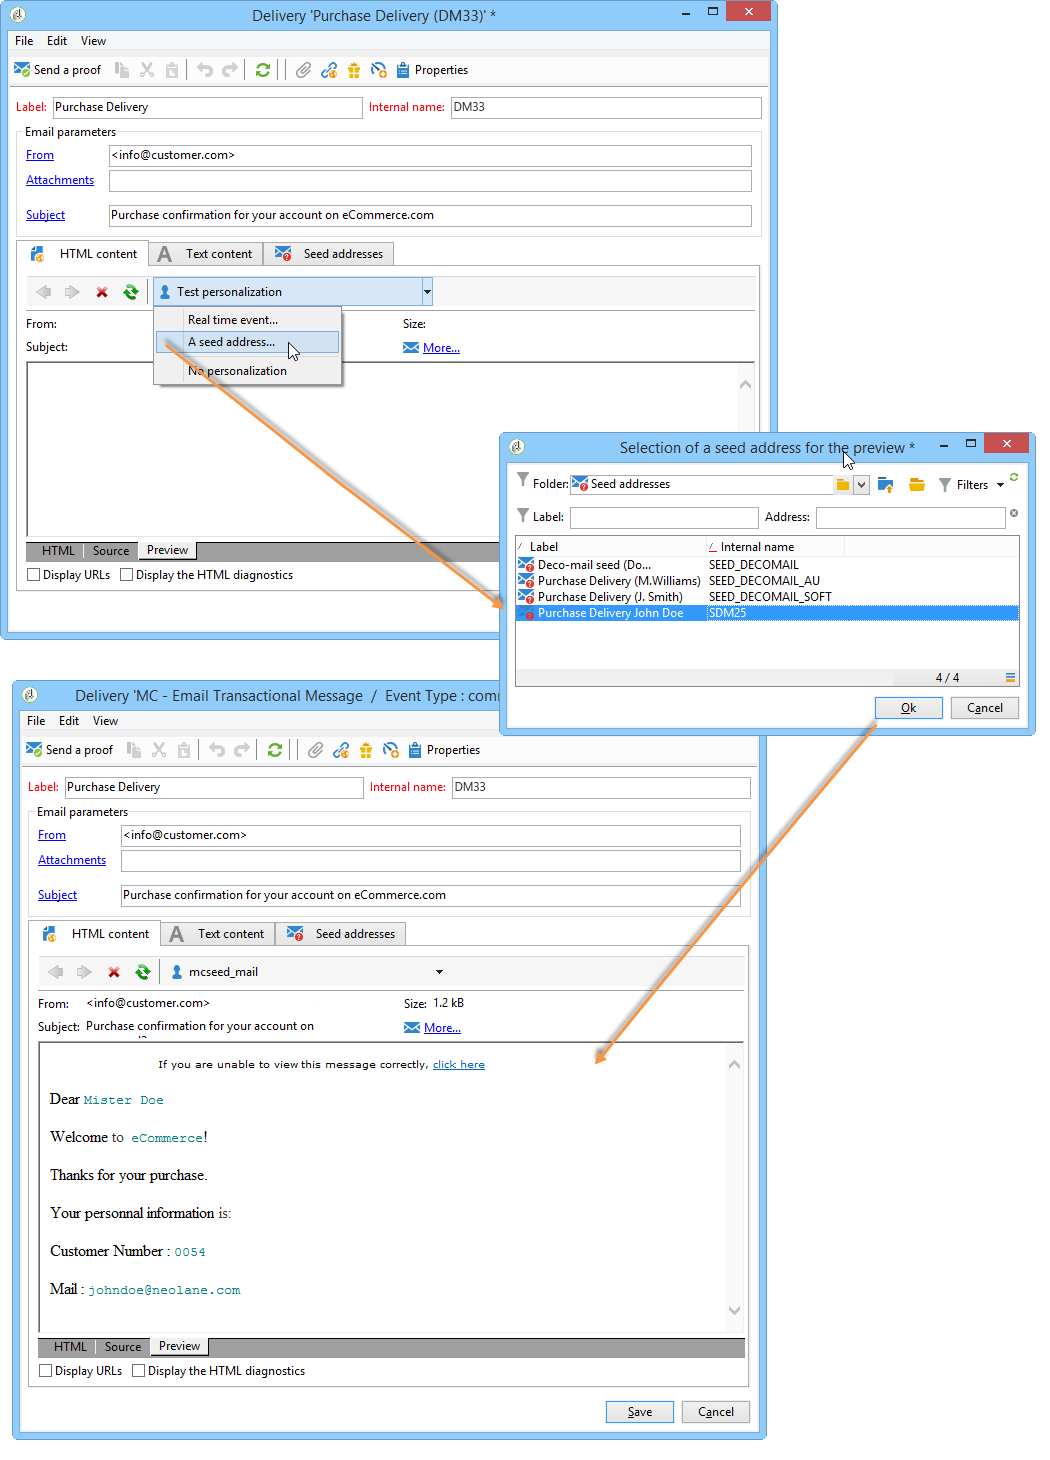 Delivery 'Purchase Delivery (DM33)' *
File Edit View
Send a proof Properties
Label: Purchase Delivery Internal name: DM33
Email parameters
From <info@customer.com>
Attachments
Subject Purchase confirmation for your account on eCommerce.com
HTML content Text content Seed addresses
Test personalization
Real time event...
From: Size:
A seed address...
Subject: More...
No personalization
HTML Source Preview
Display URLs Display the HTML diagnostics
Selection of a seed address for the preview *
Folder: Seed addresses Filters
Label: Address:
Label Internal name
Deco-mail seed (Do... SEED_DECOMAIL
Purchase Delivery (M.Williams) SEED_DECOMAIL_AU
Purchase Delivery (J. Smith) SEED_DECOMAIL_SOFT
Purchase Delivery John Doe SDM25
4 / 4
Ok Cancel
Delivery 'MC - Email Transactional Message / Event Type : com
File Edit View
Send a proof Properties
Label: Purchase Delivery Internal name: DM33
Email parameters
From <info@customer.com>
Attachments
Subject Purchase confirmation for your account on eCommerce.com
HTML content Text content Seed addresses
mcseed_mail
From: <info@customer.com> Size: 1.2 kB
Subject: Purchase confirmation for your account on More...
If you are unable to view this message correctly, click here
Dear Mister Doe
Welcome to eCommerce!
Thanks for your purchase.
Your personnal information is:
Customer Number : 0054
Mail : johndoe@neolane.com
HTML Source Preview
Display URLs Display the HTML diagnostics
Save Cancel